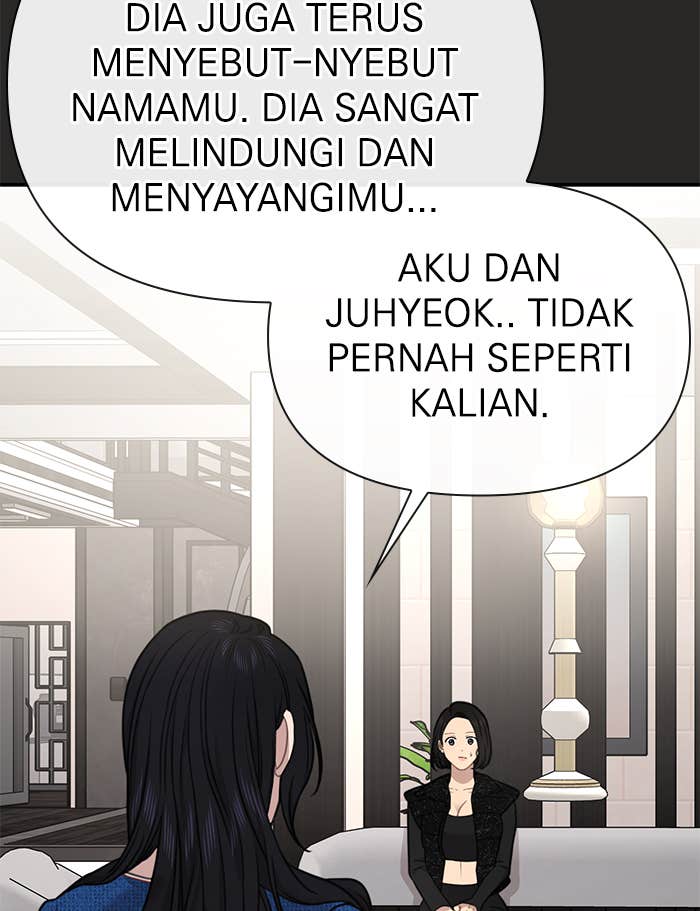 DIA JUGA TERUS
MENYEBUT-NYEBUT
NAMAMU. DIA SANGAT
MELINDUNGI DAN
MENYAYANGIMU...
AKU DAN
JUHYEOK.. TIDAK
PERNAH SEPERTI
KALIAN.